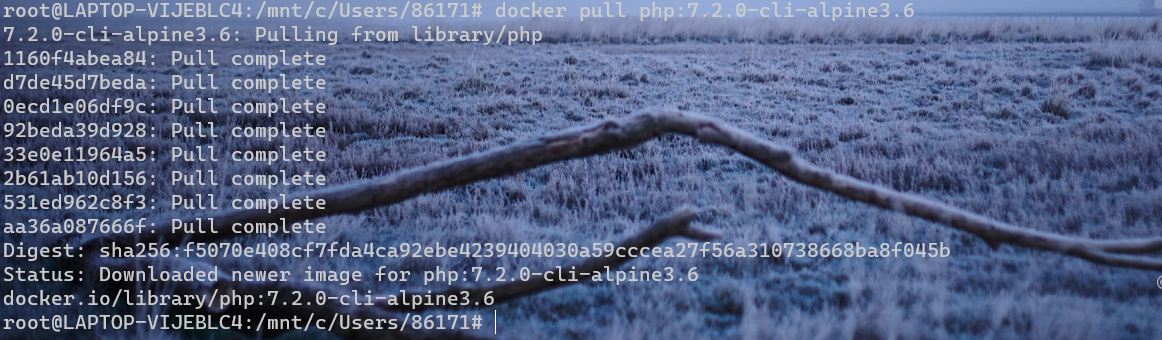 root@LAPTOP-VIJEBLC4:/mnt/c/Users/86171# docker pull php:7.2.0-cli-alpine3.6
7.2.0-cli-alpine3.6: Pulling from library/php
1160f4abea84: Pull complete
d7de45d7beda: Pull complete
0ecd1e06df9c: Pull complete
92beda39d928: Pull complete
33e0e11964a5: Pull complete
2b61ab10d156: Pull complete
531ed962c8f3: Pull complete
aa36a087666f: Pull complete
Digest: sha256:f5070e408cf7fda4ca92ebe4239404030a59cccea27f56a310738668ba8f045b
Status: Downloaded newer image for php:7.2.0-cli-alpine3.6
docker.io/library/php:7.2.0-cli-alpine3.6
root@LAPTOP-VIJEBLC4:/mnt/c/Users/86171#